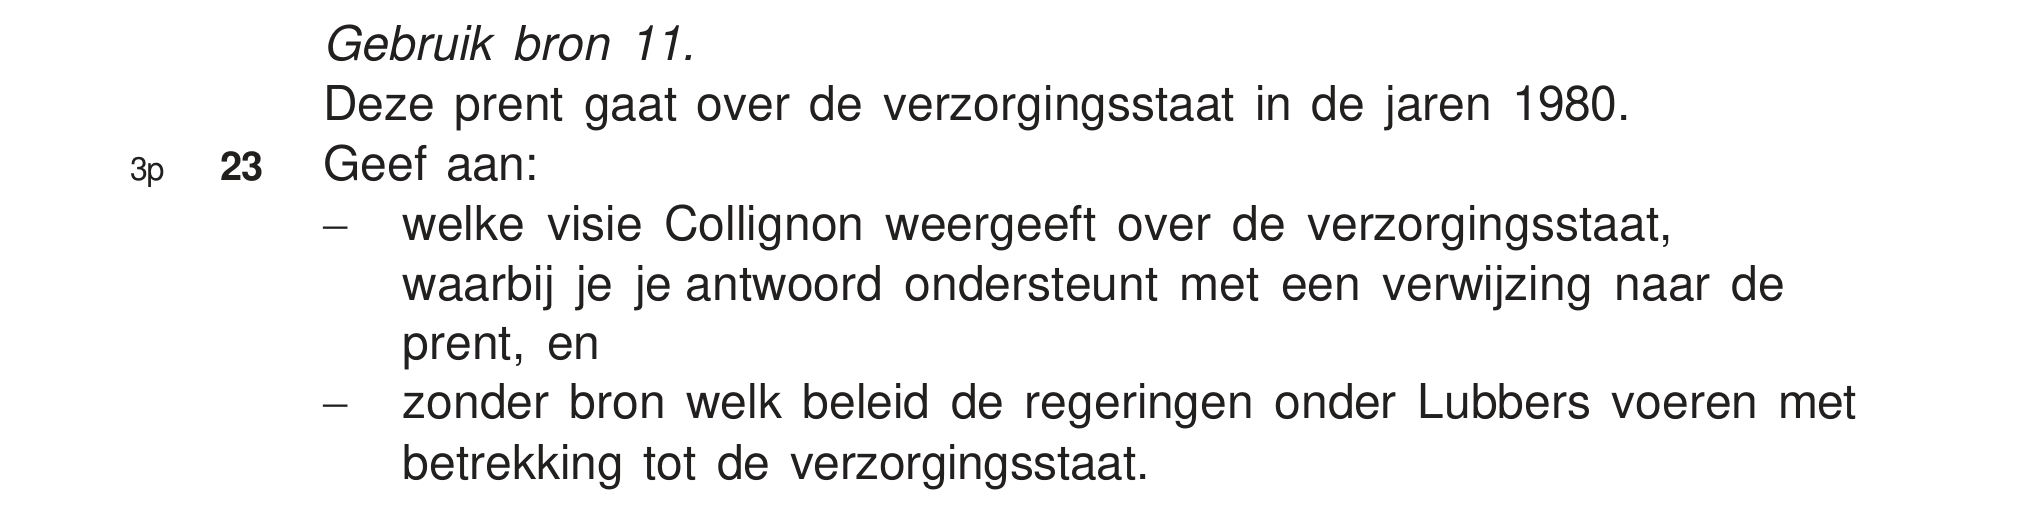 Gebruik bron 11.
Deze prent gaat over de verzorgingsstaat in de jaren 1980.
3p 23 Geef aan:
– welke visie Collignon weergeeft over de verzorgingsstaat,
waarbij je je antwoord ondersteunt met een verwijzing naar de
prent, en
– zonder bron welk beleid de regeringen onder Lubbers voeren met
betrekking tot de verzorgingsstaat.